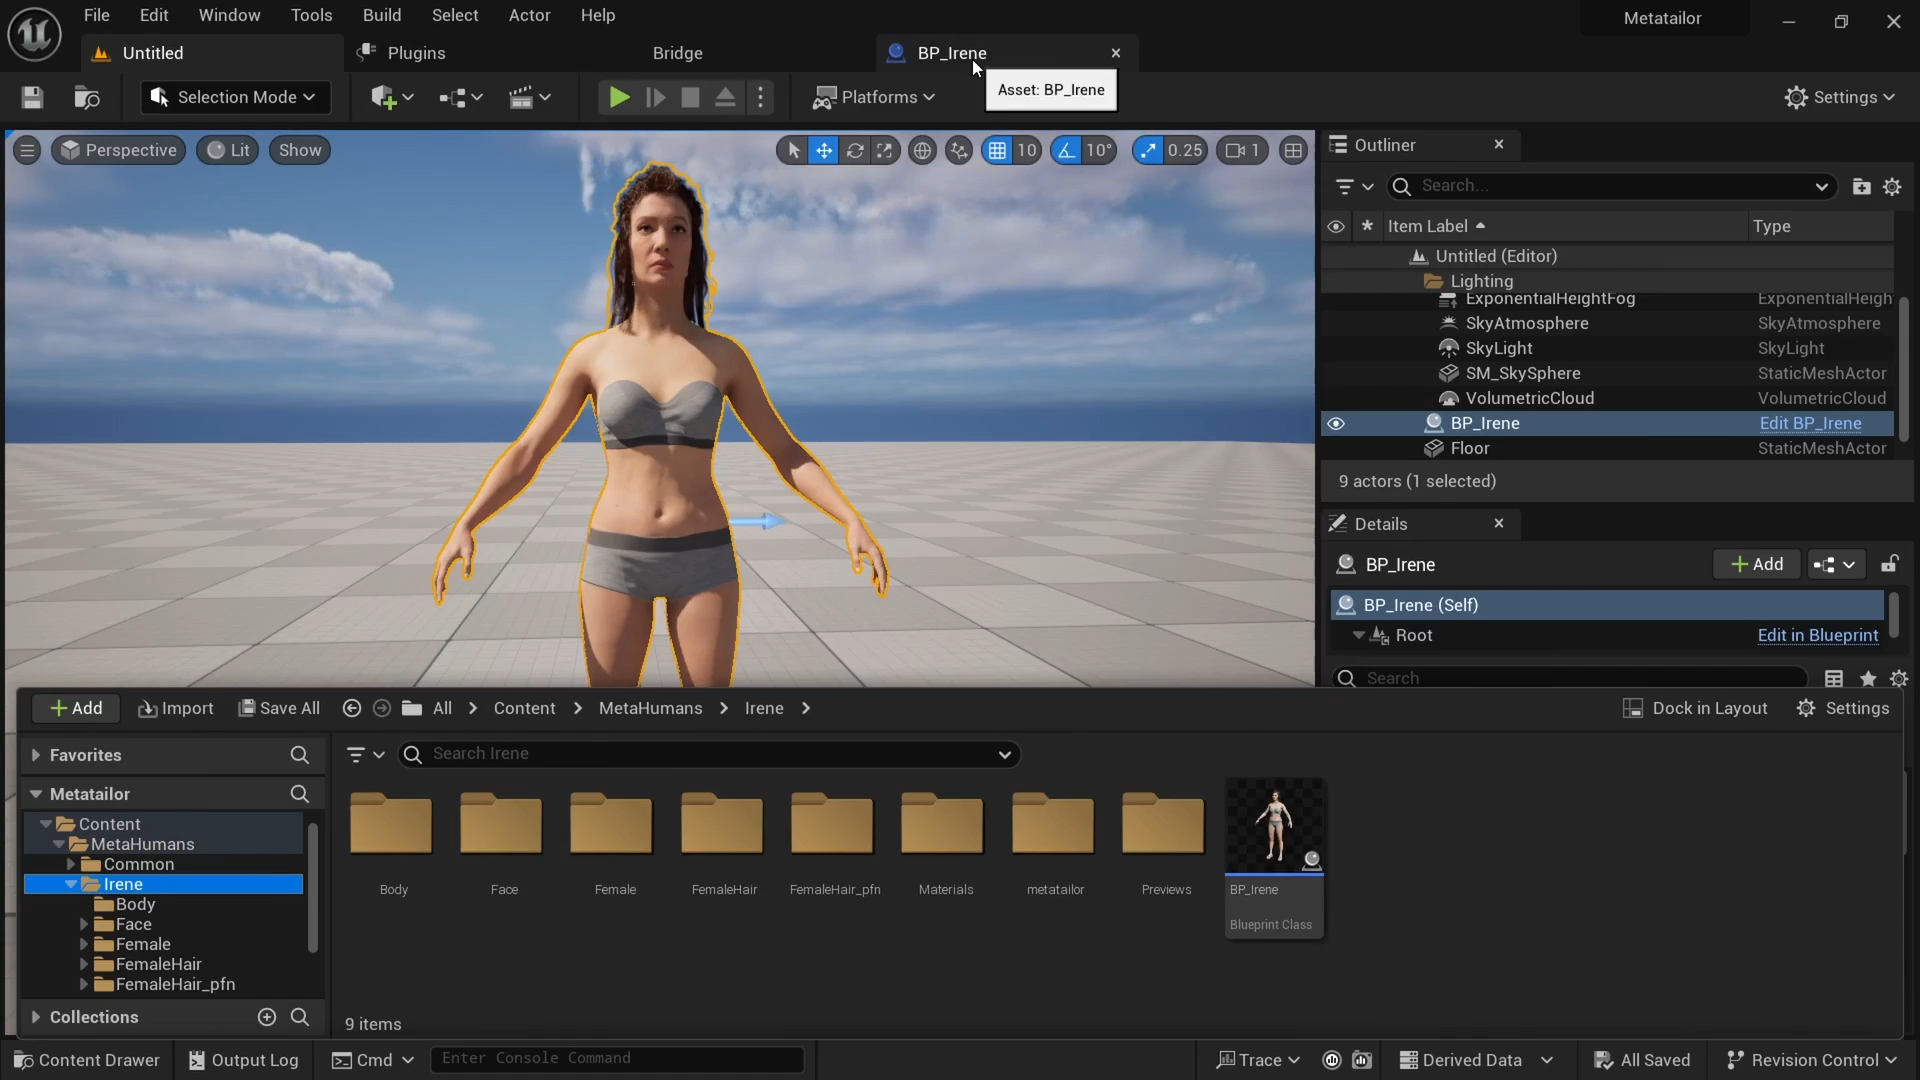 File Edit Window Tools Build Select Actor Help
Metatailor
Untitled
Plugins
Bridge
BP_Irene
Selection Mode
Platforms
Asset: BP_Irene
Settings
Perspective
Lit
Show
10
10°
0.25
1
Outliner
Search...
Item Label
Type
Untitled (Editor)
Lighting
ExponentialHeightFog ExponentialHeigh
SkyAtmosphere SkyAtmosphere
SkyLight SkyLight
SM_SkySphere StaticMeshActor
VolumetricCloud VolumetricCloud
BP_Irene Edit BP_Irene
Floor StaticMeshActor
9 actors (1 selected)
Details
BP_Irene
Add
BP_Irene (Self)
Root Edit in Blueprint
Search
Add
Import
Save All
All
Content
MetaHumans
Irene
Dock in Layout
Settings
Favorites
Search Irene
Metatailor
Content
MetaHumans
Common
Irene
Body
Face
Female
FemaleHair
FemaleHair_pfn
Collections
Body
Face
Female
FemaleHair
FemaleHair_pfn
Materials
metatailor
Previews
BP_Irene
Blueprint Class
9 items
Content Drawer
Output Log
Cmd
Enter Console Command
Trace
Derived Data
All Saved
Revision Control